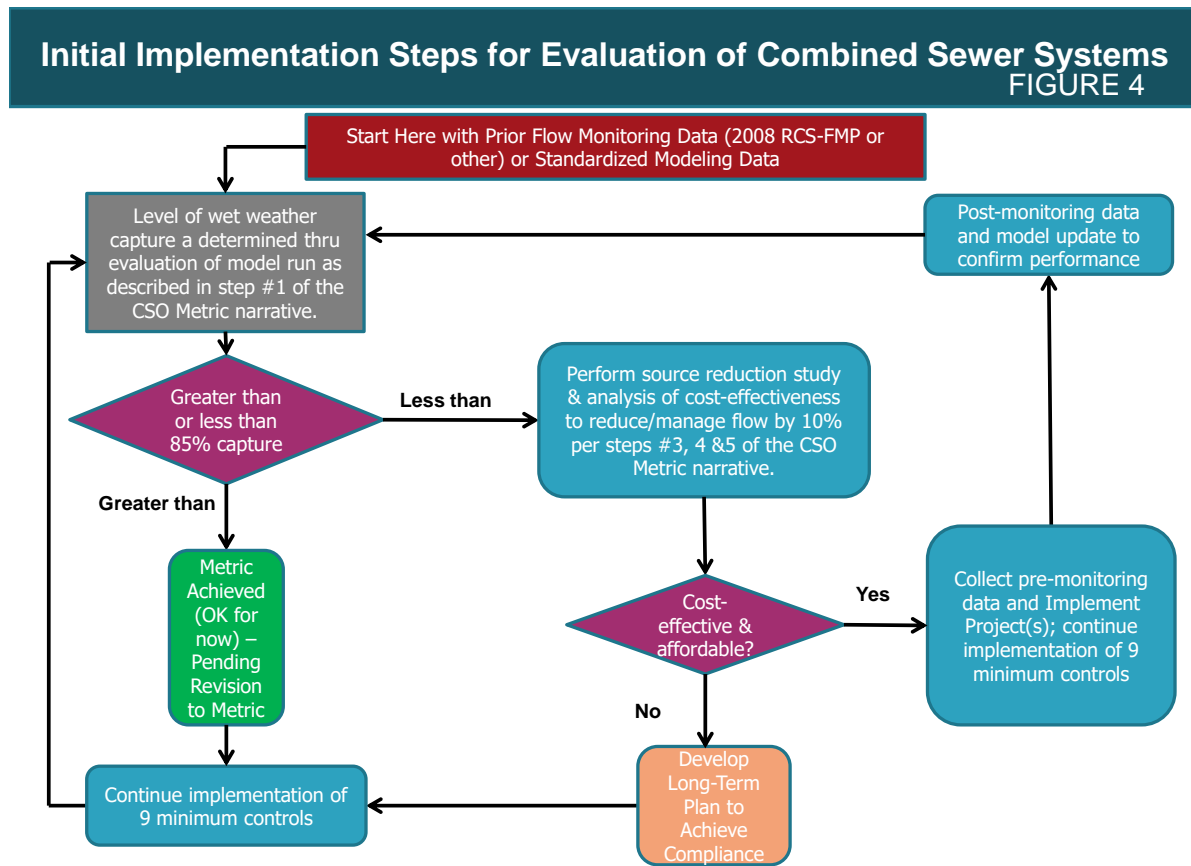 Initial Implementation Steps for Evaluation of Combined Sewer Systems
FIGURE 4
Start Here with Prior Flow Monitoring Data (2008 RCS-FMP or
other) or Standardized Modeling Data
Level of wet weather
capture a determined thru
evaluation of model run as
described in step #1 of the
CSO Metric narrative.
Post-monitoring data
and model update to
confirm performance
Greater than
or less than
85% capture
Less than
Perform source reduction study
& analysis of cost-effectiveness
to reduce/manage flow by 10%
per steps #3, 4 &5 of the CSO
Metric narrative.
Greater than
Metric
Achieved
(OK for
now) –
Pending
Revision
to Metric
Cost-
effective &
affordable?
Yes
Collect pre-monitoring
data and Implement
Project(s); continue
implementation of 9
minimum controls
No
Develop
Long-Term
Plan to
Achieve
Compliance
Continue implementation of
9 minimum controls